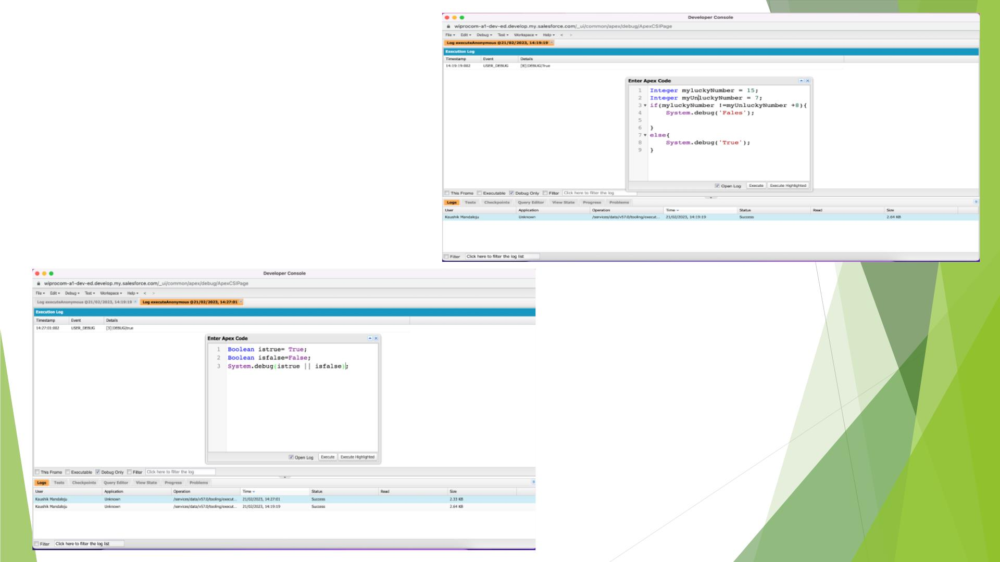 Developer Console
wiprocom-a1-dev-ed.develop.my.salesforce.com/_ui/common/apex/debug/ApexCSIPage
File Edit Debug Test Workspace Help < >
Log executeAnonymous @21/02/2023, 14:19:19
Execution Log
Timestamp Event Details
14:19:19:002 USER_DEBUG [8]|DEBUG|True
Enter Apex Code
1 Integer myluckyNumber = 15;
2 Integer myUnluckyNumber = 7;
3 if(myluckyNumber !=myUnluckyNumber +8){
4 System.debug('Fales');
5
6 }
7 else{
8 System.debug('True');
9 }
Open Log Execute Execute Highlighted
This Frame Executable Debug Only Filter Click here to filter the log
Logs Tests Checkpoints Query Editor View State Progress Problems
User Application Operation Time Status Read Size
Kaushik Mandaloju Unknown /services/data/v57.0/tooling/execut... 21/02/2023, 14:19:19 Success 2.64 KB
Filter Click here to filter the log list
Developer Console
wiprocom-a1-dev-ed.develop.my.salesforce.com/_ui/common/apex/debug/ApexCSIPage
File Edit Debug Test Workspace Help < >
Log executeAnonymous @21/02/2023, 14:19:19 Log executeAnonymous @21/02/2023, 14:27:01
Execution Log
Timestamp Event Details
14:27:01:002 USER_DEBUG [3]|DEBUG|true
Enter Apex Code
1 Boolean istrue= True;
2 Boolean isfalse=False;
3 System.debug(istrue || isfalse);
Open Log Execute Execute Highlighted
This Frame Executable Debug Only Filter Click here to filter the log
Logs Tests Checkpoints Query Editor View State Progress Problems
User Application Operation Time Status Read Size
Kaushik Mandaloju Unknown /services/data/v57.0/tooling/execut... 21/02/2023, 14:27:01 Success 2.33 KB
Kaushik Mandaloju Unknown /services/data/v57.0/tooling/execut... 21/02/2023, 14:19:19 Success 2.64 KB
Filter Click here to filter the log list